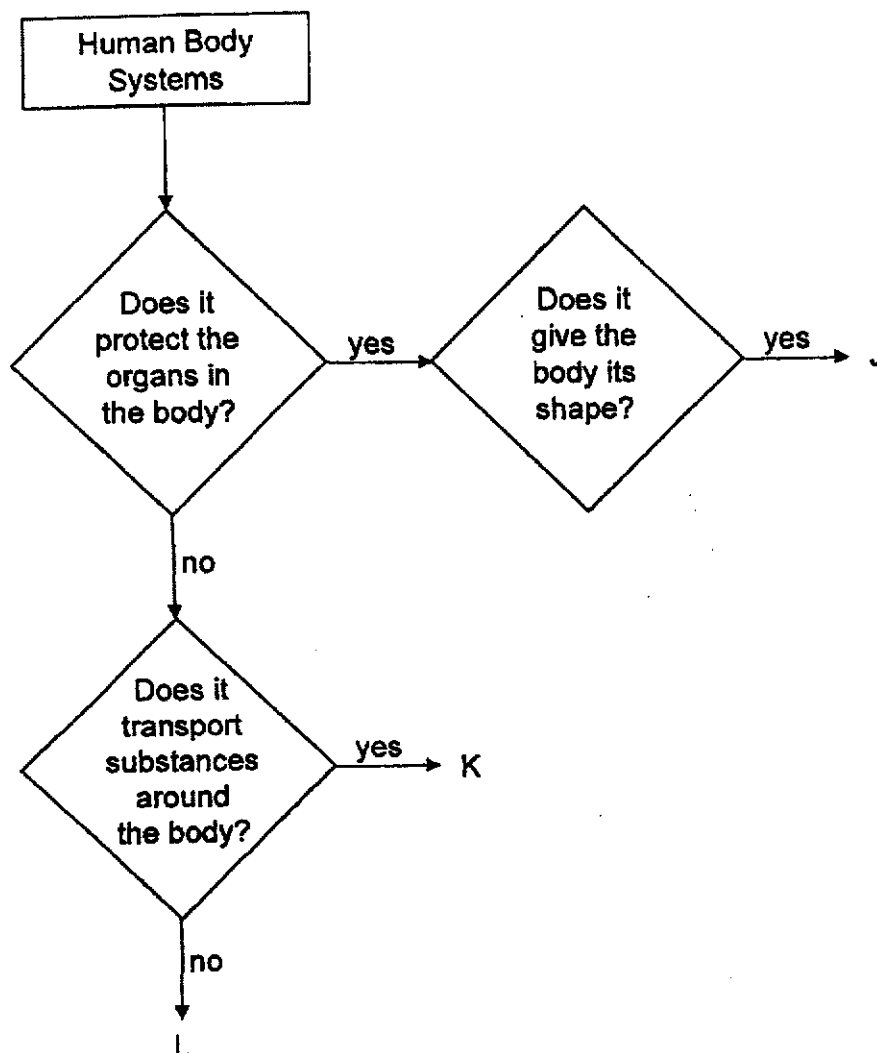 Human Body
Systems
Does it
protect the
organs in
the body?
yes
Does it
give the
body its
shape?
yes
J
no
Does it
transport
substances
around
the body?
yes
K
no
L